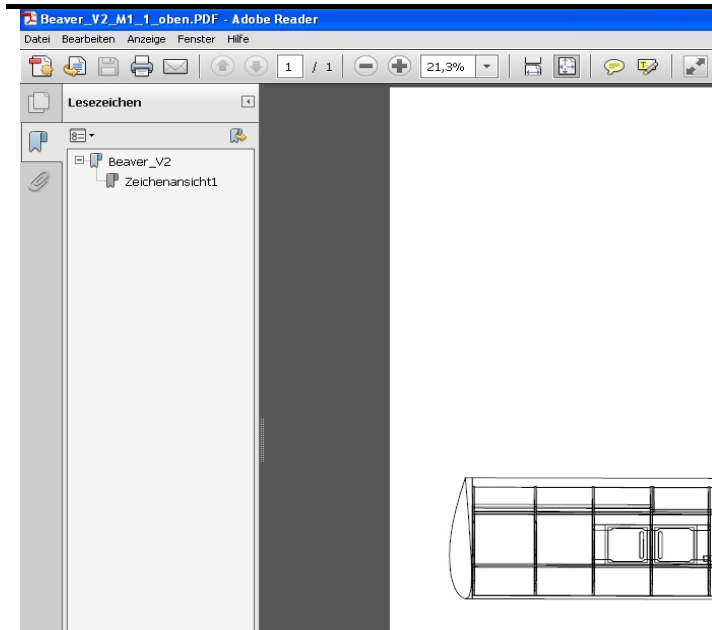 Beaver_V2_M1_1_oben.PDF - Adobe Reader
Datei Bearbeiten Anzeige Fenster Hilfe
1 / 1 21,3%
Lesezeichen
Beaver_V2
Zeichenansicht1